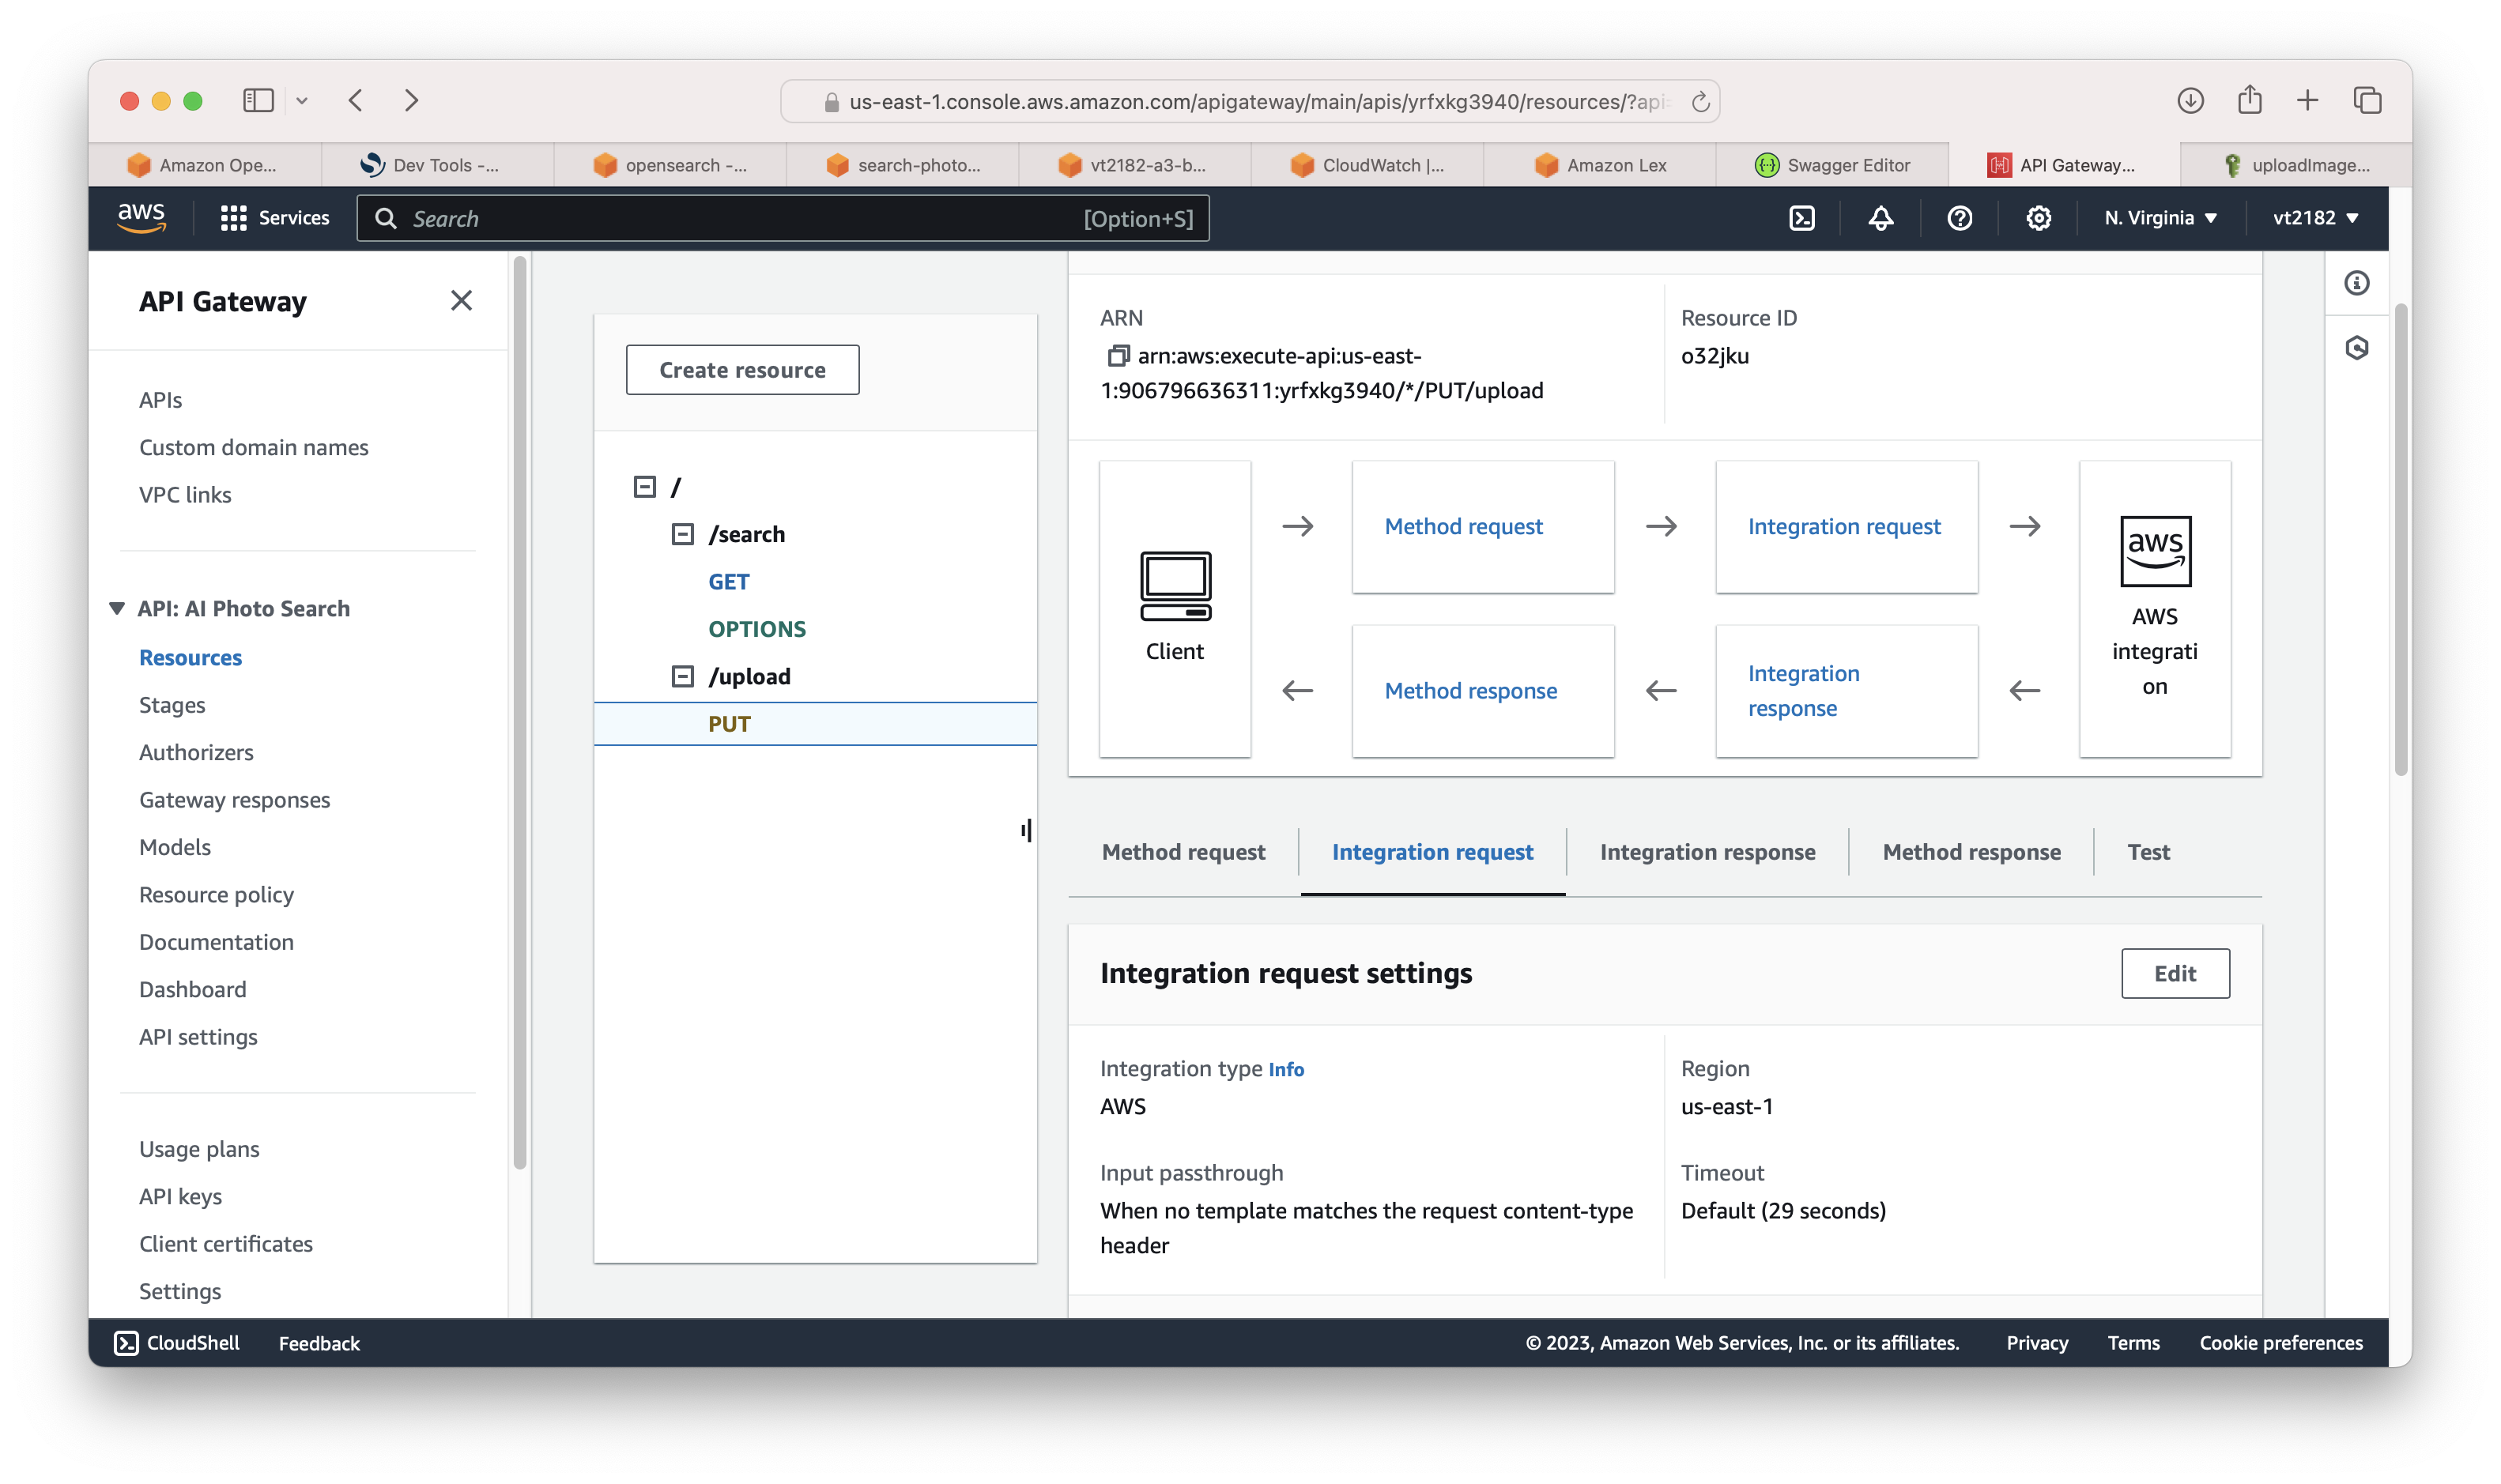 us-east-1.console.aws.amazon.com/apigateway/main/apis/yrfxkg3940/resources/?api
Amazon Ope...
Dev Tools -...
opensearch -...
search-photo...
vt2182-a3-b...
CloudWatch |...
Amazon Lex
Swagger Editor
API Gateway...
uploadImage...
aws
Services
Search
[Option+S]
N. Virginia
vt2182
API Gateway
APIs
Custom domain names
VPC links
API: AI Photo Search
Resources
Stages
Authorizers
Gateway responses
Models
Resource policy
Documentation
Dashboard
API settings
Usage plans
API keys
Client certificates
Settings
Create resource
/
/search
GET
OPTIONS
/upload
PUT
ARN
arn:aws:execute-api:us-east-
1:906796636311:yrfxkg3940/*/PUT/upload
Resource ID
o32jku
Client
Method request
Integration request
Method response
Integration
response
aws
AWS
integrati
on
Method request
Integration request
Integration response
Method response
Test
Integration request settings
Edit
Integration type Info
AWS
Region
us-east-1
Input passthrough
When no template matches the request content-type
header
Timeout
Default (29 seconds)
CloudShell
Feedback
© 2023, Amazon Web Services, Inc. or its affiliates.
Privacy
Terms
Cookie preferences